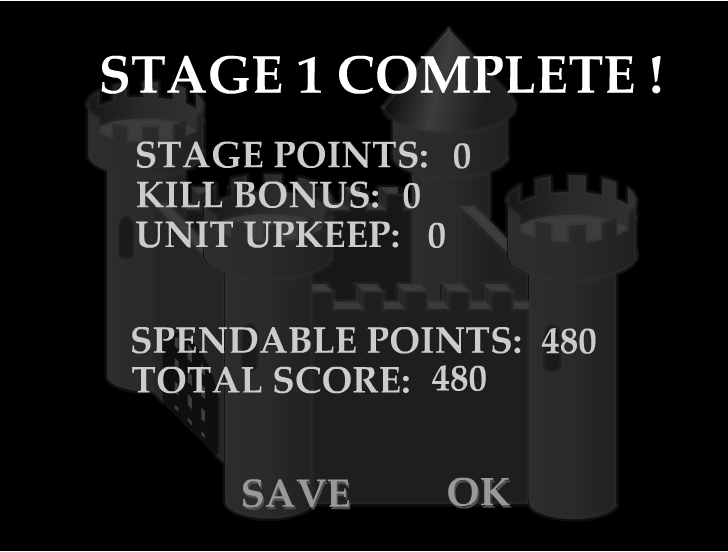 STAGE 1 COMPLETE !
STAGE POINTS: 0
KILL BONUS: 0
UNIT UPKEEP: 0
SPENDABLE POINTS: 480
TOTAL SCORE: 480
SAVE OK